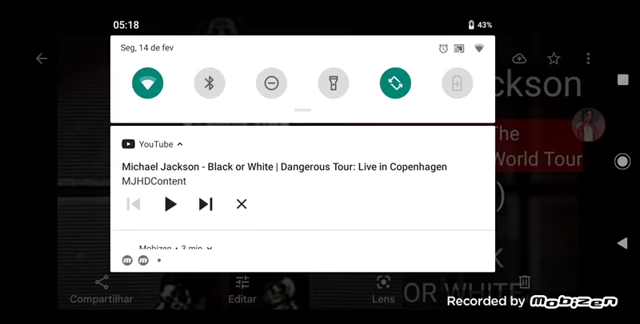 05:18
43%
Seg, 14 de fev
ckson
The
World Tour
YouTube
Michael Jackson - Black or White | Dangerous Tour: Live in Copenhagen
MJHDContent
)
Mobizen • 3 min
K
OR WHITE
Compartilhar
Editar
Lens
Recorded by mobizen